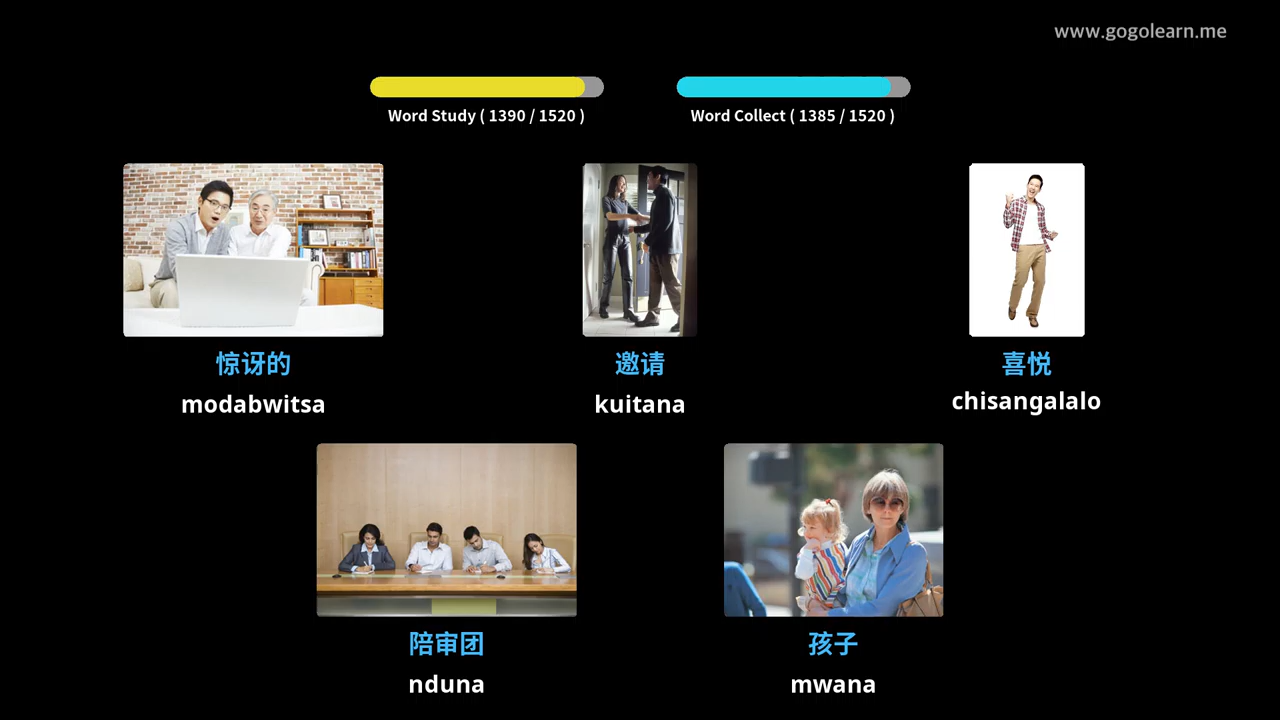 www.gogolearn.me
Word Study ( 1390 / 1520 )
Word Collect ( 1385 / 1520 )
惊讶的
邀请
喜悦
modabwitsa
kuitana
chisangalalo
陪审团
孩子
nduna
mwana